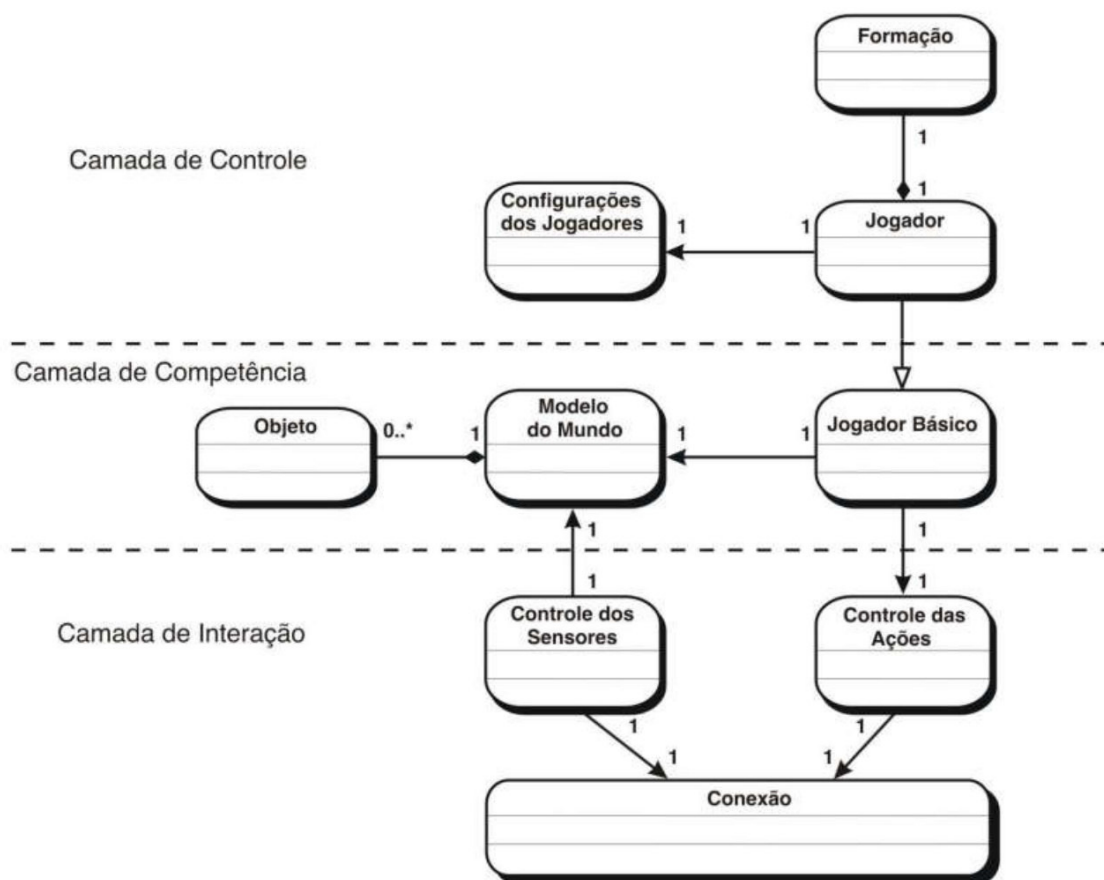 Formação
1
Camada de Controle
1
Configurações
dos Jogadores
Jogador
1
1
Camada de Competência
Objeto
0..*
1
Modelo
do Mundo
1
1
Jogador Básico
1
1
1
1
Camada de Interação
Controle dos
Sensores
Controle das
Ações
1
1
1
1
Conexão